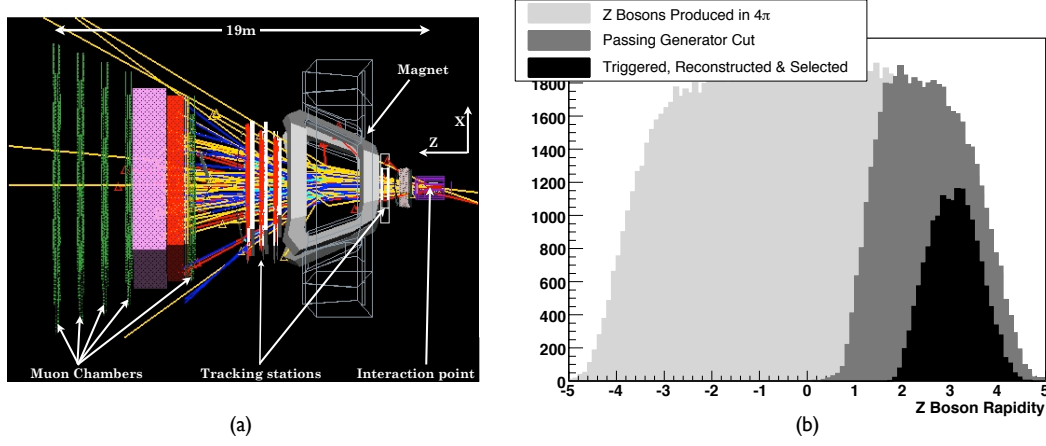 19m
Magnet
X
Z
Muon Chambers
Tracking stations
Interaction point
(a)
Z Bosons Produced in 4π
Passing Generator Cut
Triggered, Reconstructed & Selected
1800
1600
1400
1200
1000
800
600
400
200
0
-5 -4 -3 -2 -1 0 1 2 3 4 5
Z Boson Rapidity
(b)